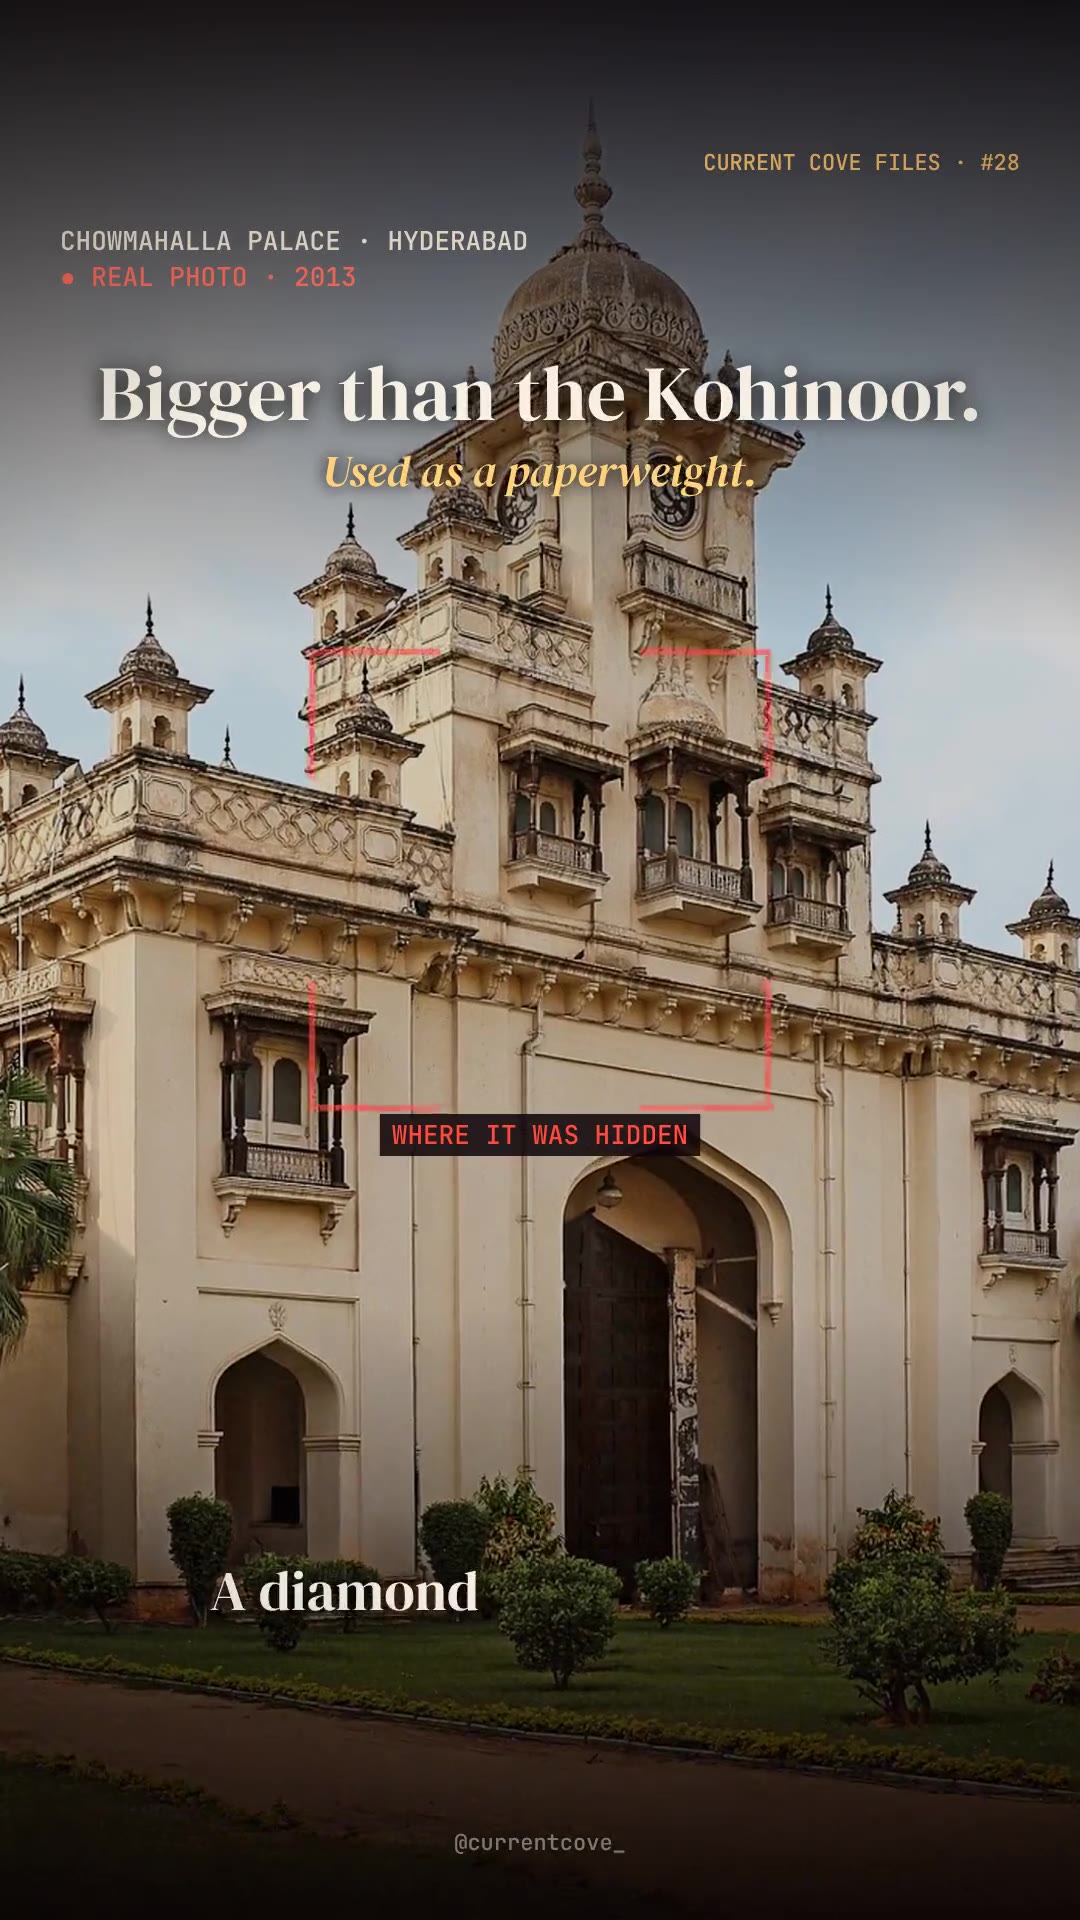 CURRENT COVE FILES · #28
CHOWMAHALLA PALACE · HYDERABAD
● REAL PHOTO · 2013
Bigger than the Kohinoor.
Used as a paperweight.
WHERE IT WAS HIDDEN
A diamond
@currentcove_